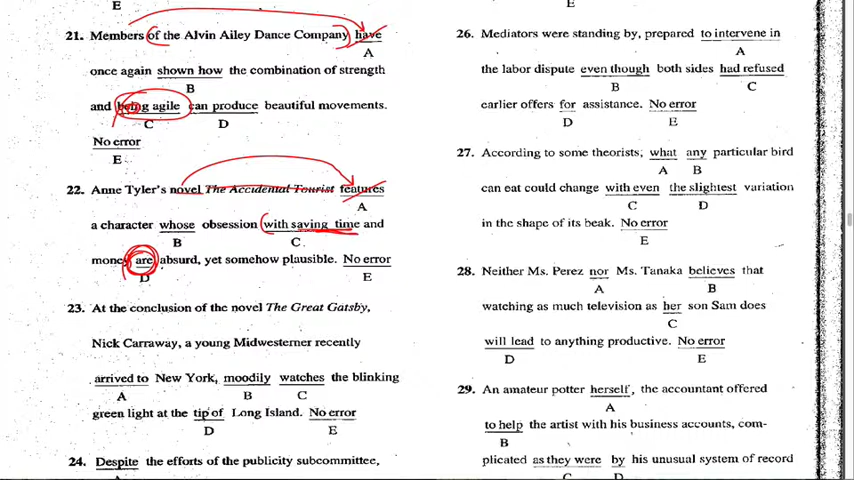 E
21. Members of the Alvin Ailey Dance Company have
A
once again shown how the combination of strength
B
and being agile can produce beautiful movements.
C D
No error
E
22. Anne Tyler's novel The Accidental Tourist features
A
a character whose obsession with saving time and
B C
money are absurd, yet somehow plausible. No error
D E
23. At the conclusion of the novel The Great Gatsby,
Nick Carraway, a young Midwesterner recently
arrived to New York, moodily watches the blinking
A B C
green light at the tip of Long Island. No error
D E
24. Despite the efforts of the publicity subcommittee,
E
26. Mediators were standing by, prepared to intervene in
A
the labor dispute even though both sides had refused
B C
earlier offers for assistance. No error
D E
27. According to some theorists, what any particular bird
A B
can eat could change with even the slightest variation
C D
in the shape of its beak. No error
E
28. Neither Ms. Perez nor Ms. Tanaka believes that
A B
watching as much television as her son Sam does
C
will lead to anything productive. No error
D E
29. An amateur potter herself, the accountant offered
A
to help the artist with his business accounts, com-
B
plicated as they were by his unusual system of record
C D